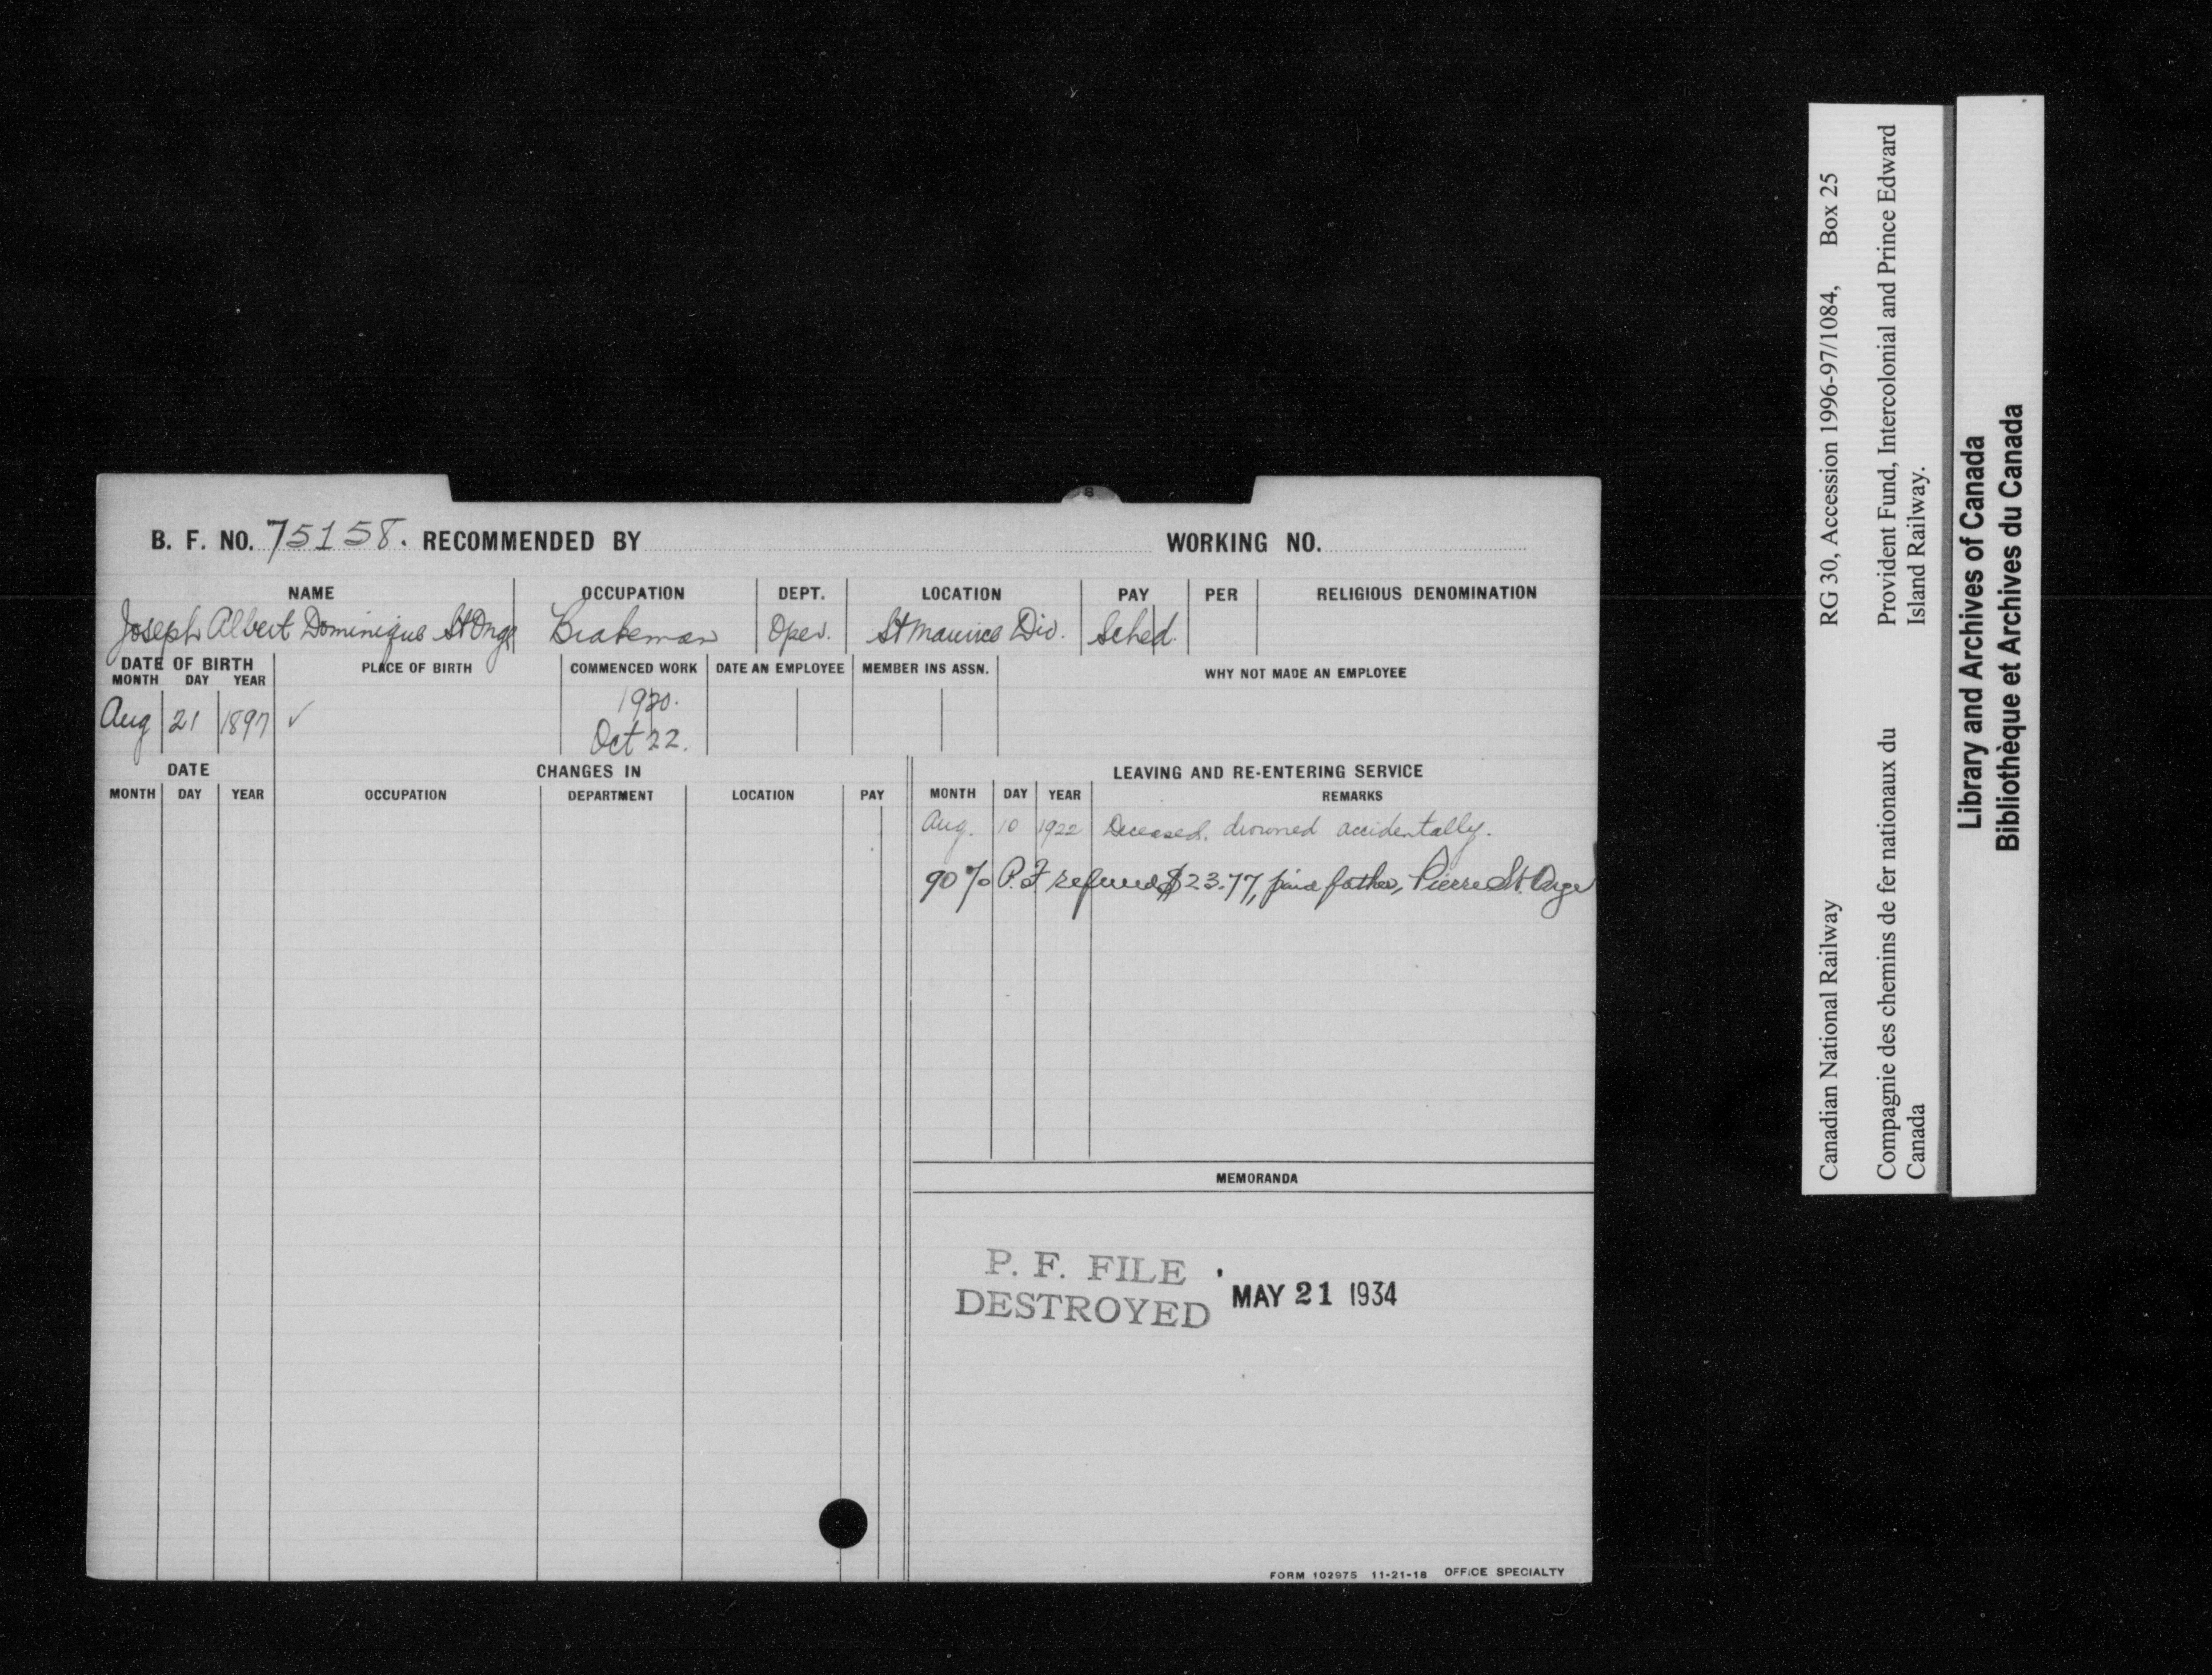 B. F. NO. 75158. RECOMMENDED BY WORKING NO.
NAME OCCUPATION DEPT. LOCATION PAY PER RELIGIOUS DENOMINATION
Joseph Albert Dominique St Onge Brakeman Oper. St Maurice Div. Sched.
DATE OF BIRTH PLACE OF BIRTH COMMENCED WORK DATE AN EMPLOYEE MEMBER INS ASSN. WHY NOT MADE AN EMPLOYEE
MONTH DAY YEAR
1920.
Aug 21 1897 ✓
Oct 22.
DATE CHANGES IN LEAVING AND RE-ENTERING SERVICE
MONTH DAY YEAR OCCUPATION DEPARTMENT LOCATION PAY MONTH DAY YEAR REMARKS
Aug. 10 1922 Deceased, drowned accidentally.
90% P.F refund $23.77, paid father, Pierre St. Onge
MEMORANDA
P. F. FILE
DESTROYED MAY 21 1934
FORM 102975 11-21-18 OFFICE SPECIALTY
Canadian National Railway RG 30, Accession 1996-97/1084, Box 25
Compagnie des chemins de fer nationaux du Provident Fund, Intercolonial and Prince Edward
Canada Island Railway.
Library and Archives of Canada
Bibliothèque et Archives du Canada